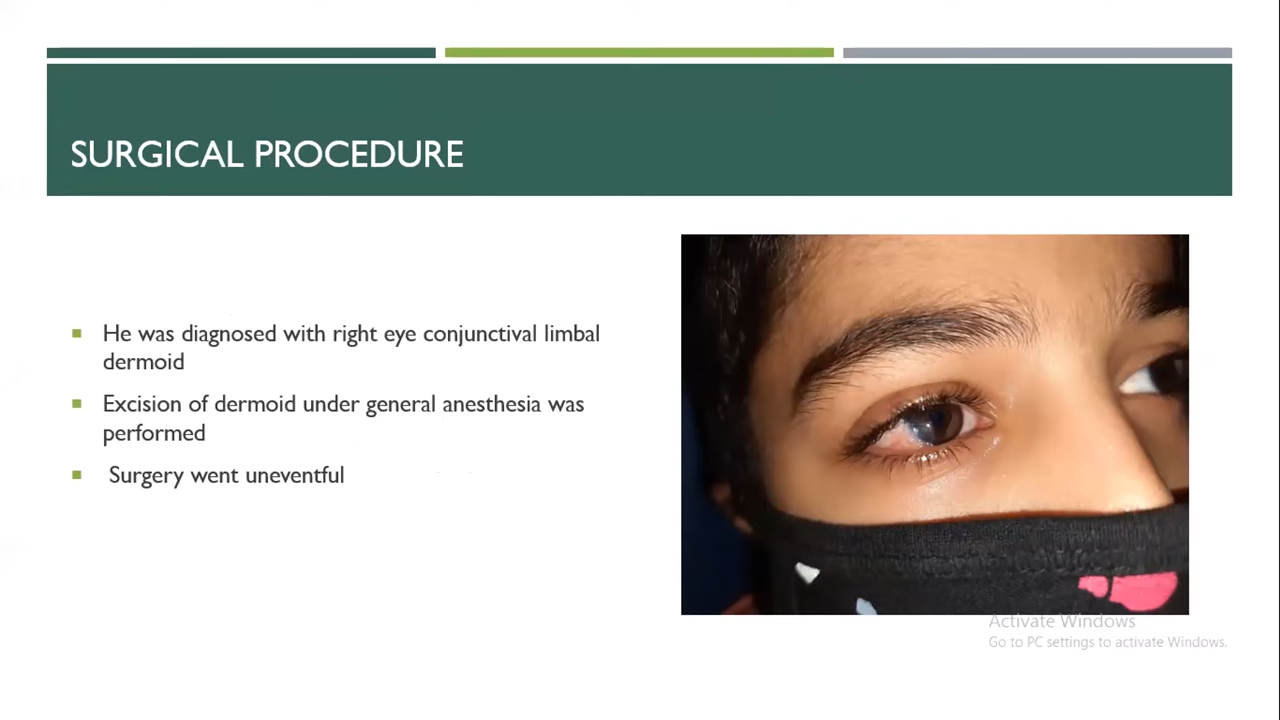 SURGICAL PROCEDURE
He was diagnosed with right eye conjunctival limbal
dermoid
Excision of dermoid under general anesthesia was
performed
Surgery went uneventful
Activate Windows
Go to PC settings to activate Windows.